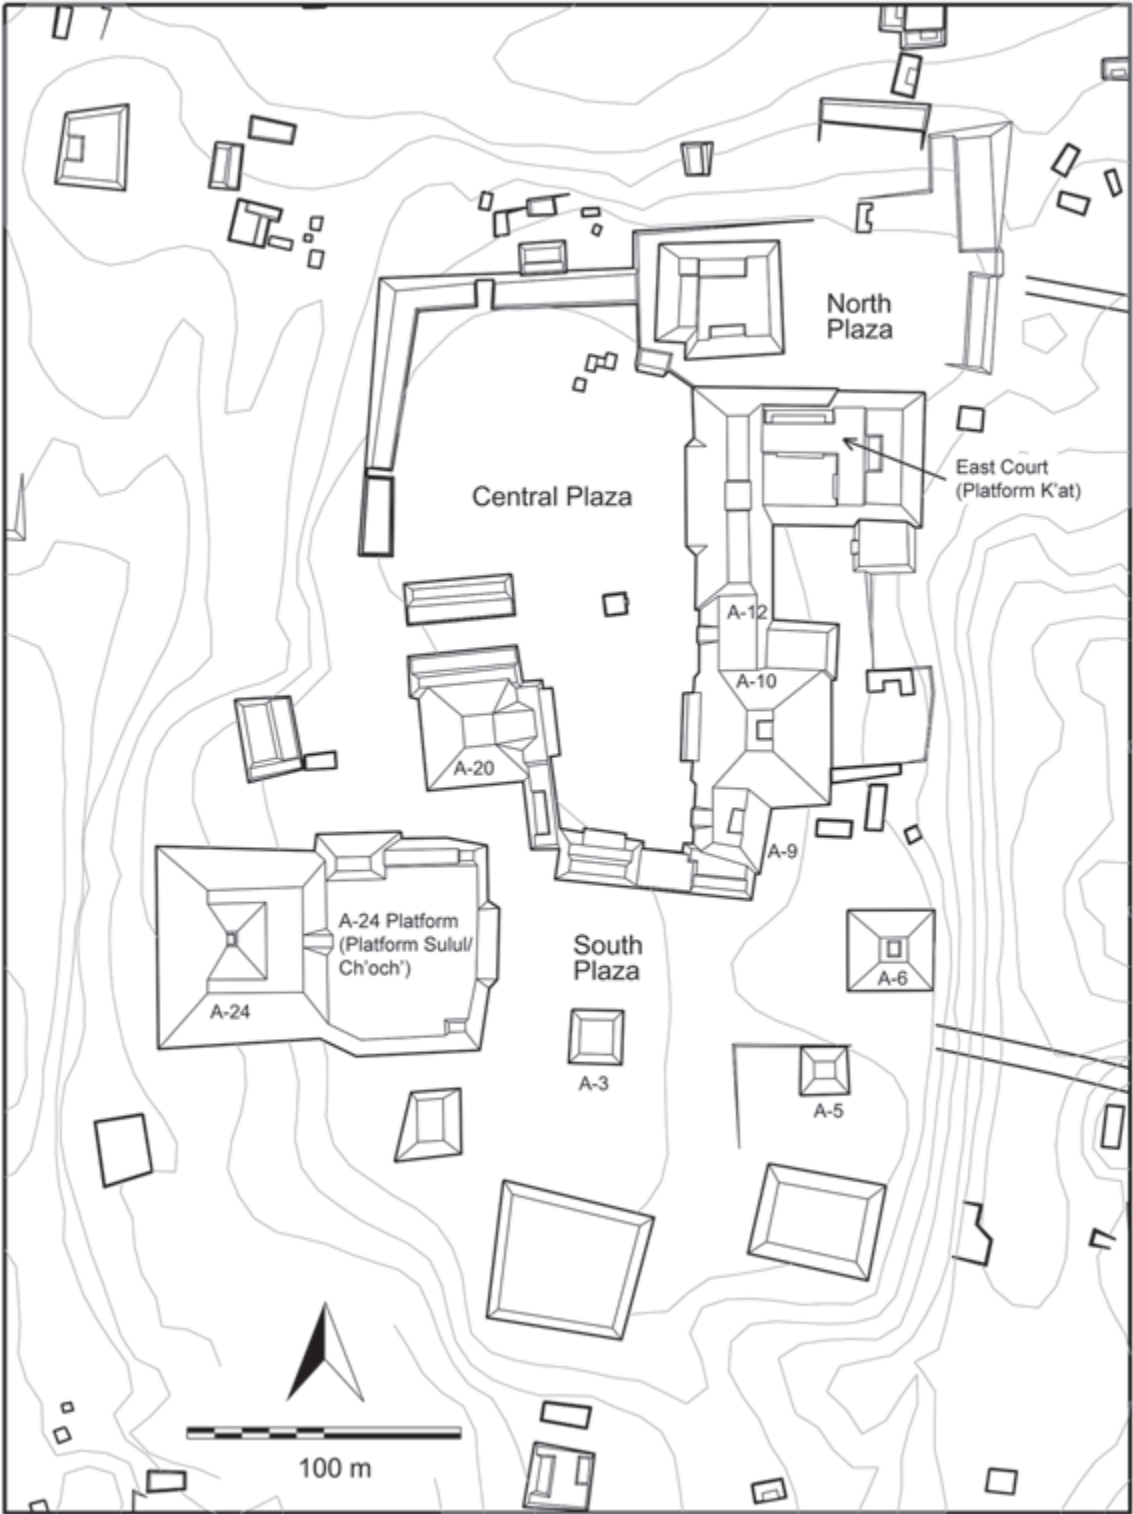 North
Plaza
East Court
(Platform K'at)
Central Plaza
A-12
A-10
A-20
A-9
A-24 Platform
(Platform Sulul/
Ch'och')
South
Plaza
A-6
A-24
A-3
A-5
100 m